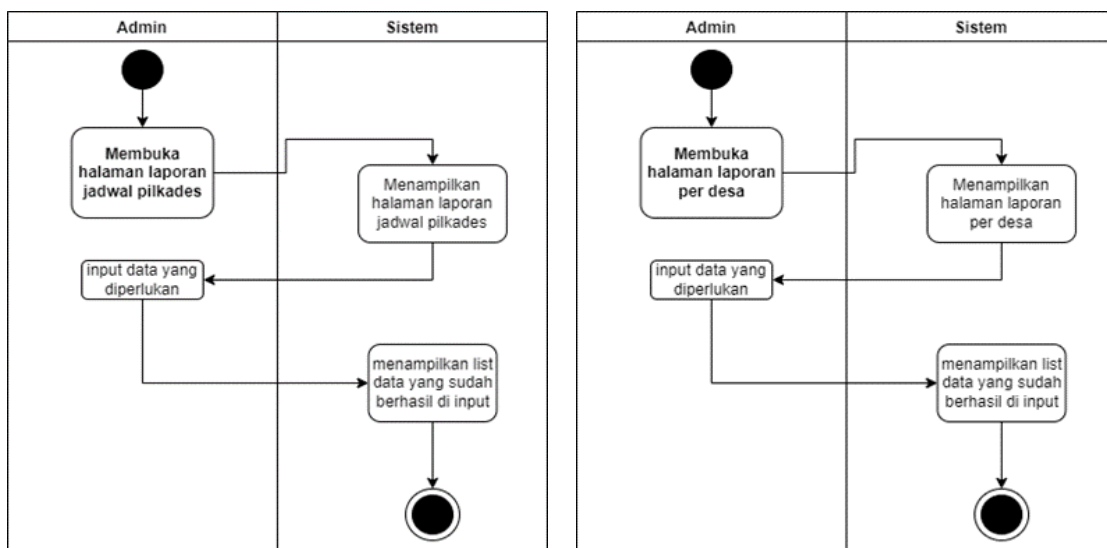 Admin
Sistem
Membuka
halaman laporan
jadwal pilkades
Menampilkan
halaman laporan
jadwal pilkades
input data yang
diperlukan
menampilkan list
data yang sudah
berhasil di input
Admin
Sistem
Membuka
halaman laporan
per desa
Menampilkan
halaman laporan
per desa
input data yang
diperlukan
menampilkan list
data yang sudah
berhasil di input